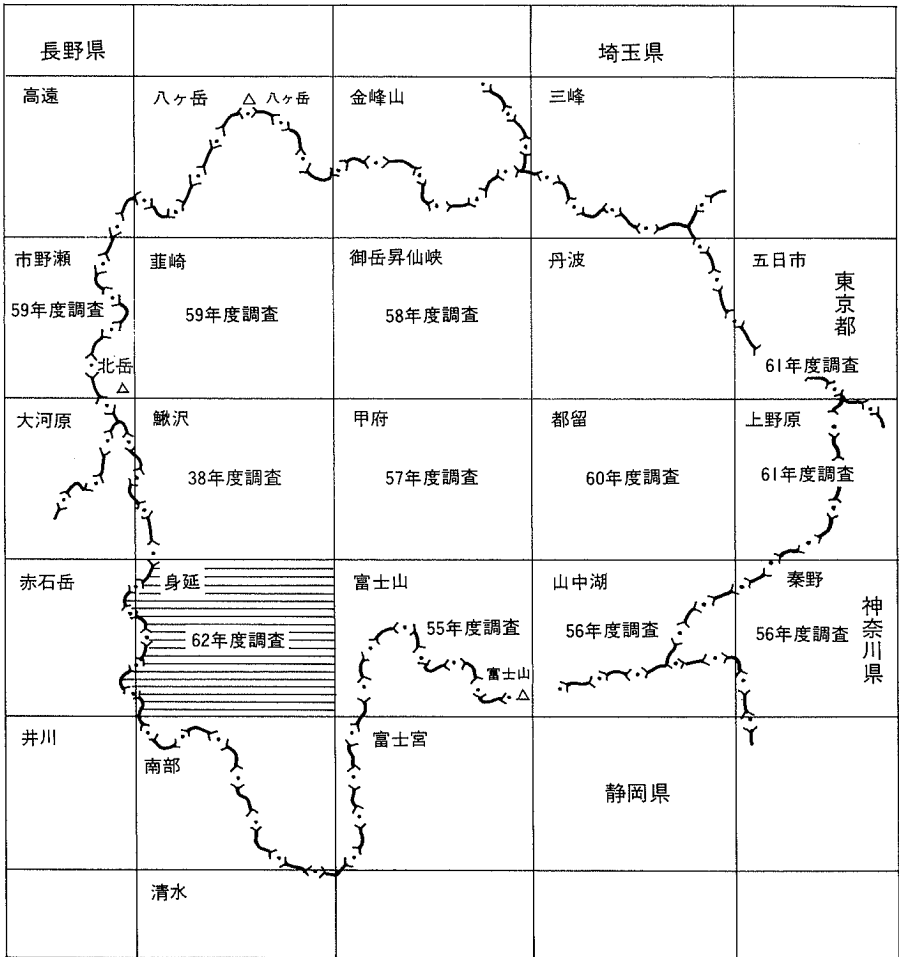 長野県
埼玉県
高遠
八ヶ岳
八ヶ岳
金峰山
三峰
市野瀬
59年度調査
北岳
韮崎
59年度調査
御岳昇仙峡
58年度調査
丹波
五日市
東京都
61年度調査
大河原
鰍沢
38年度調査
甲府
57年度調査
都留
60年度調査
上野原
61年度調査
赤石岳
身延
62年度調査
富士山
55年度調査
富士山
山中湖
56年度調査
秦野
56年度調査
神奈川県
井川
南部
富士宮
静岡県
清水